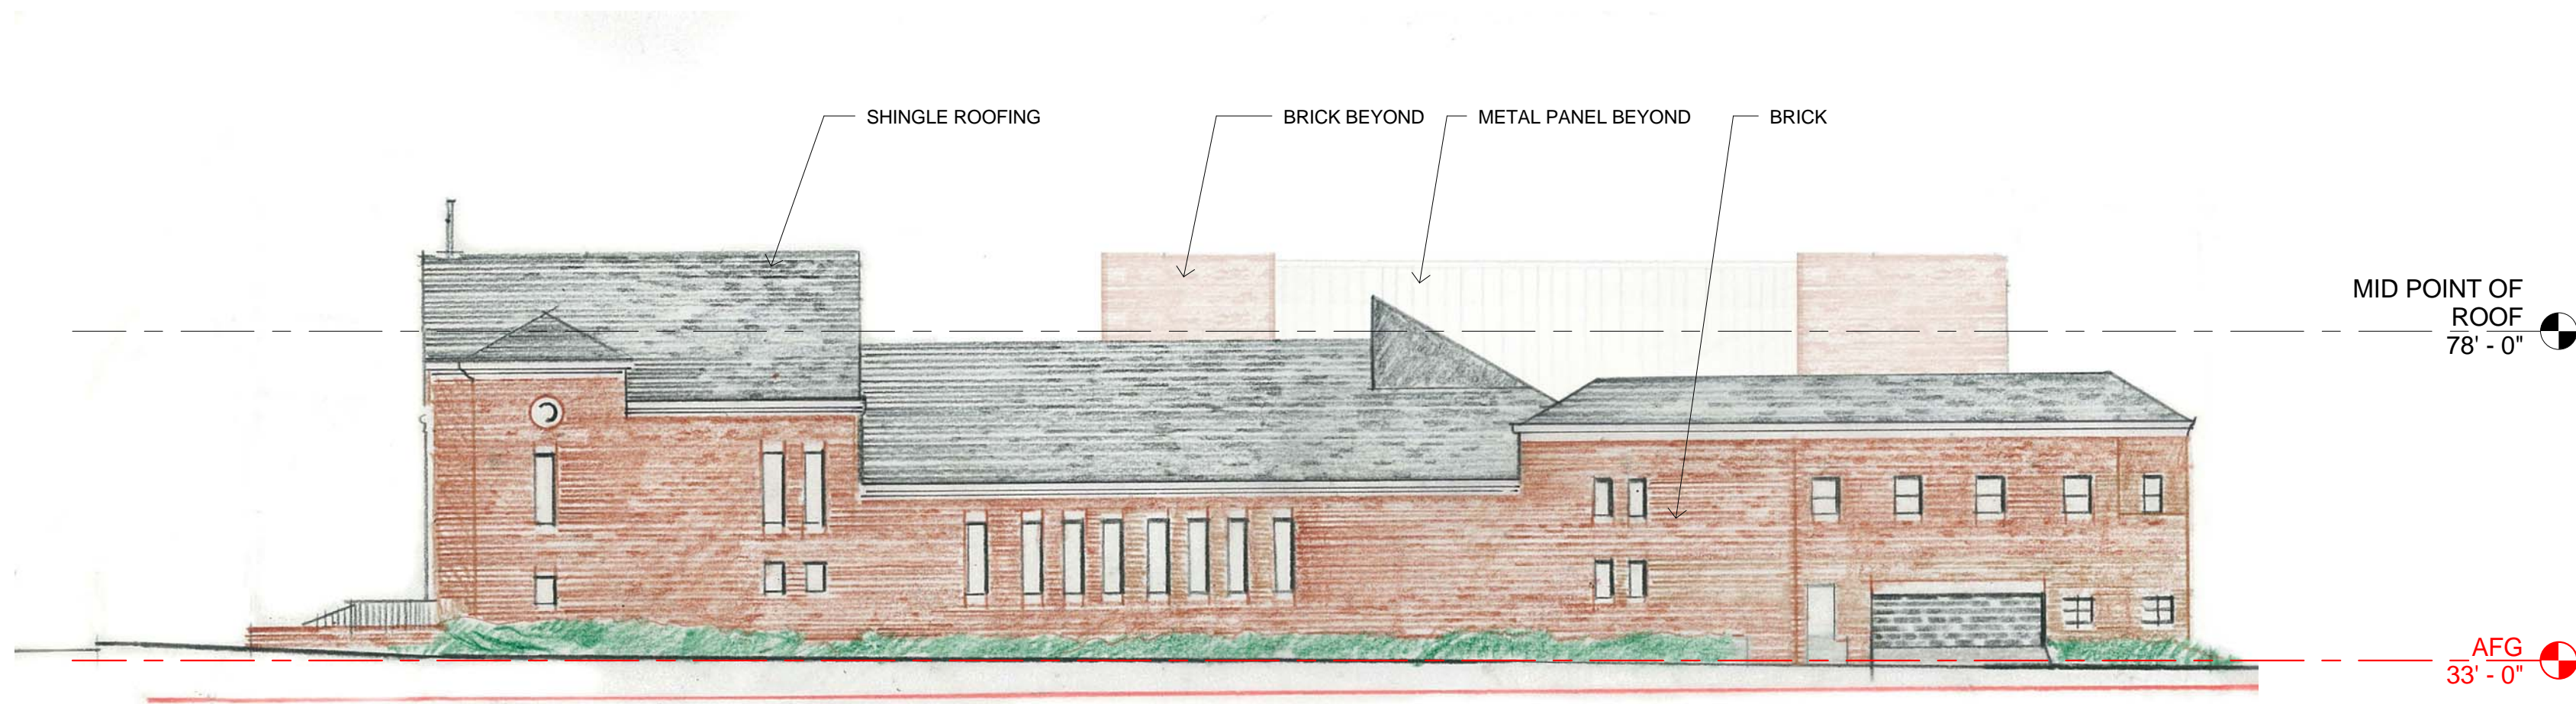 SHINGLE ROOFING
BRICK BEYOND
METAL PANEL BEYOND
BRICK
MID POINT OF
ROOF
78' - 0"
AFG
33' - 0"